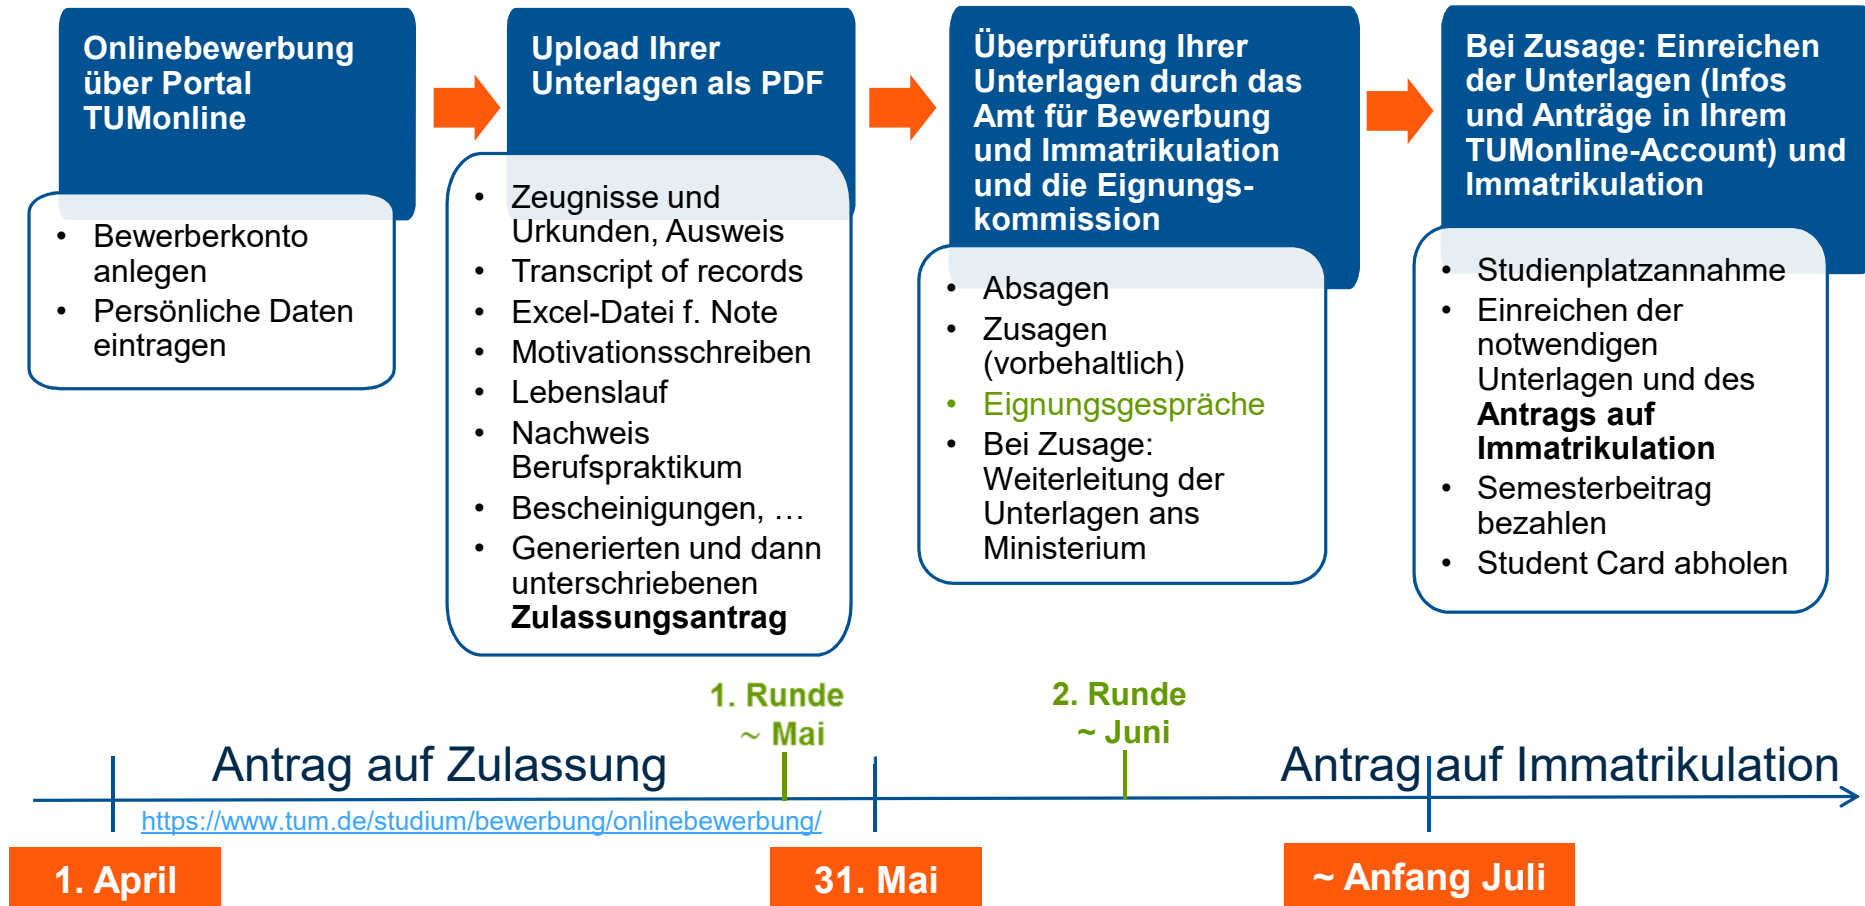 Onlinebewerbung
über Portal
TUMonline
• Bewerberkonto
anlegen
• Persönliche Daten
eintragen
Upload Ihrer
Unterlagen als PDF
• Zeugnisse und
Urkunden, Ausweis
• Transcript of records
• Excel-Datei f. Note
• Motivationsschreiben
• Lebenslauf
• Nachweis
Berufspraktikum
• Bescheinigungen, …
• Generierten und dann
unterschriebenen
Zulassungsantrag
Überprüfung Ihrer
Unterlagen durch das
Amt für Bewerbung
und Immatrikulation
und die Eignungs-
kommission
• Absagen
• Zusagen
(vorbehaltlich)
• Eignungsgespräche
• Bei Zusage:
Weiterleitung der
Unterlagen ans
Ministerium
Bei Zusage: Einreichen
der Unterlagen (Infos
und Anträge in Ihrem
TUMonline-Account) und
Immatrikulation
• Studienplatzannahme
• Einreichen der
notwendigen
Unterlagen und des
Antrags auf
Immatrikulation
• Semesterbeitrag
bezahlen
• Student Card abholen
1. Runde
~ Mai
2. Runde
~ Juni
Antrag auf Zulassung
Antrag auf Immatrikulation
https://www.tum.de/studium/bewerbung/onlinebewerbung/
1. April
31. Mai
~ Anfang Juli